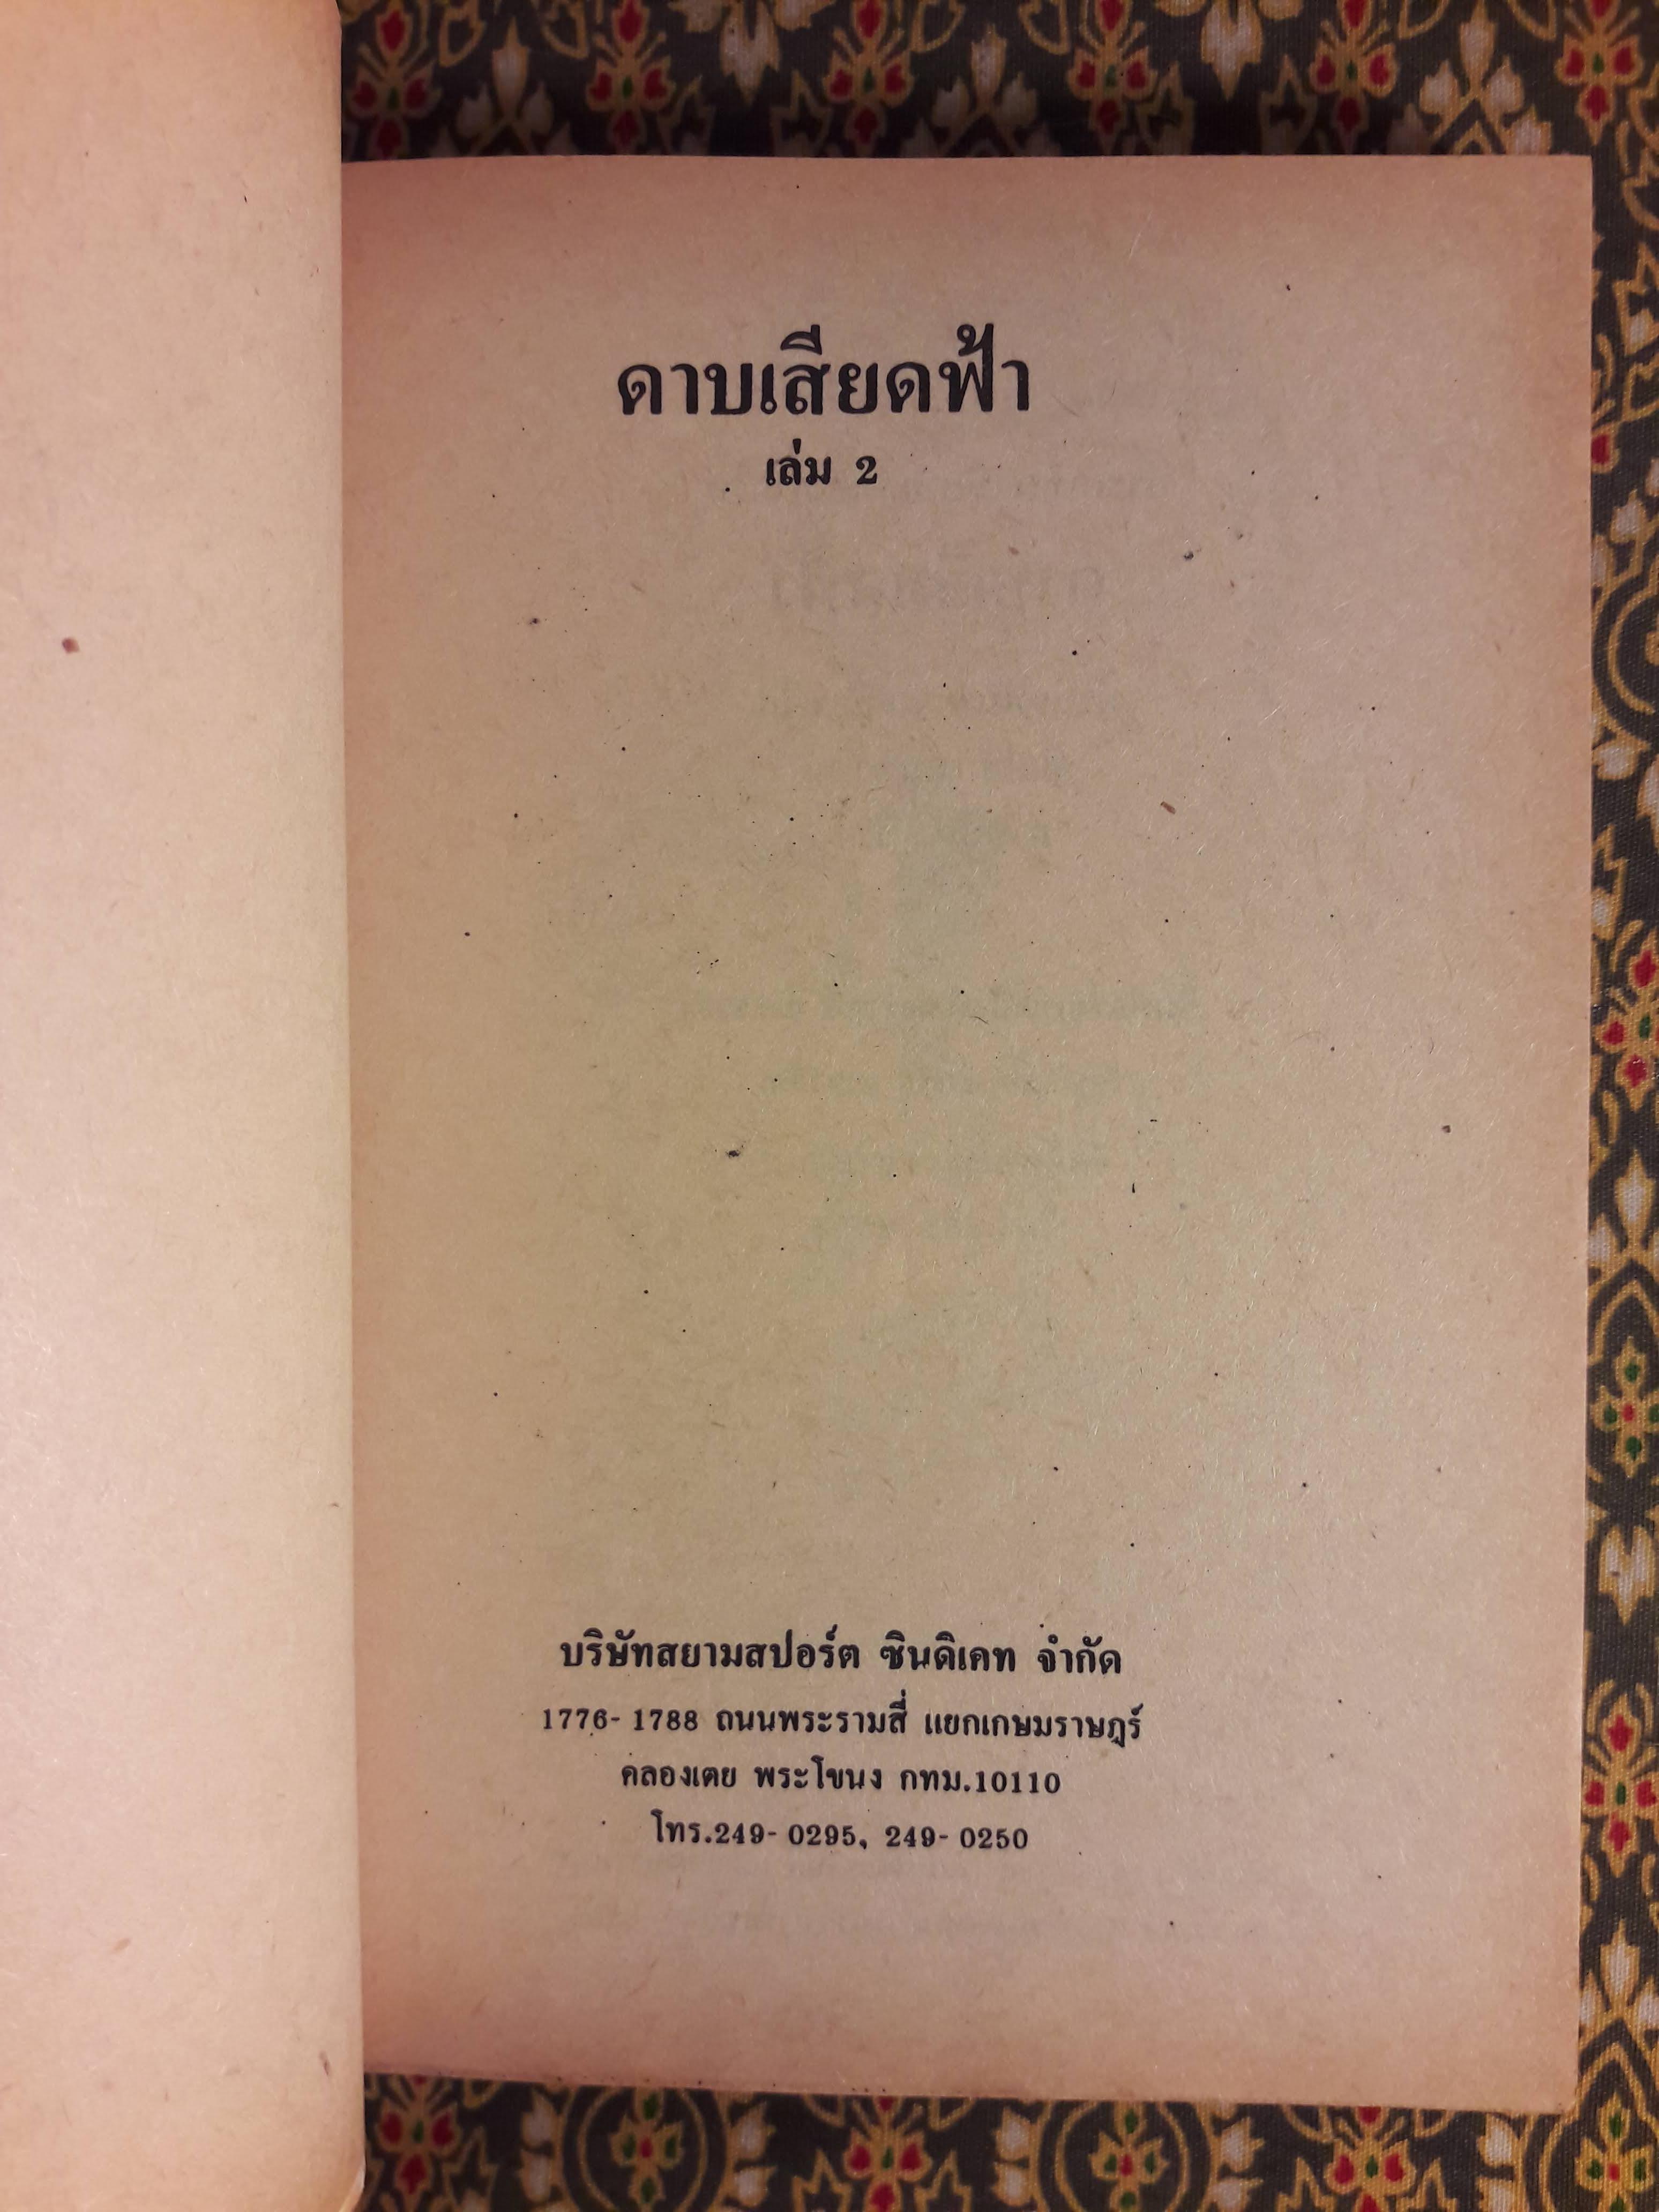 ดาบเสียดฟ้า
เล่ม 2
บริษัทสยามสปอร์ต ซินดิเคท จำกัด
1776- 1788 ถนนพระรามสี่ แยกเกษมราษฎร์
คลองเตย พระโขนง กทม.10110
โทร.249- 0295, 249- 0250